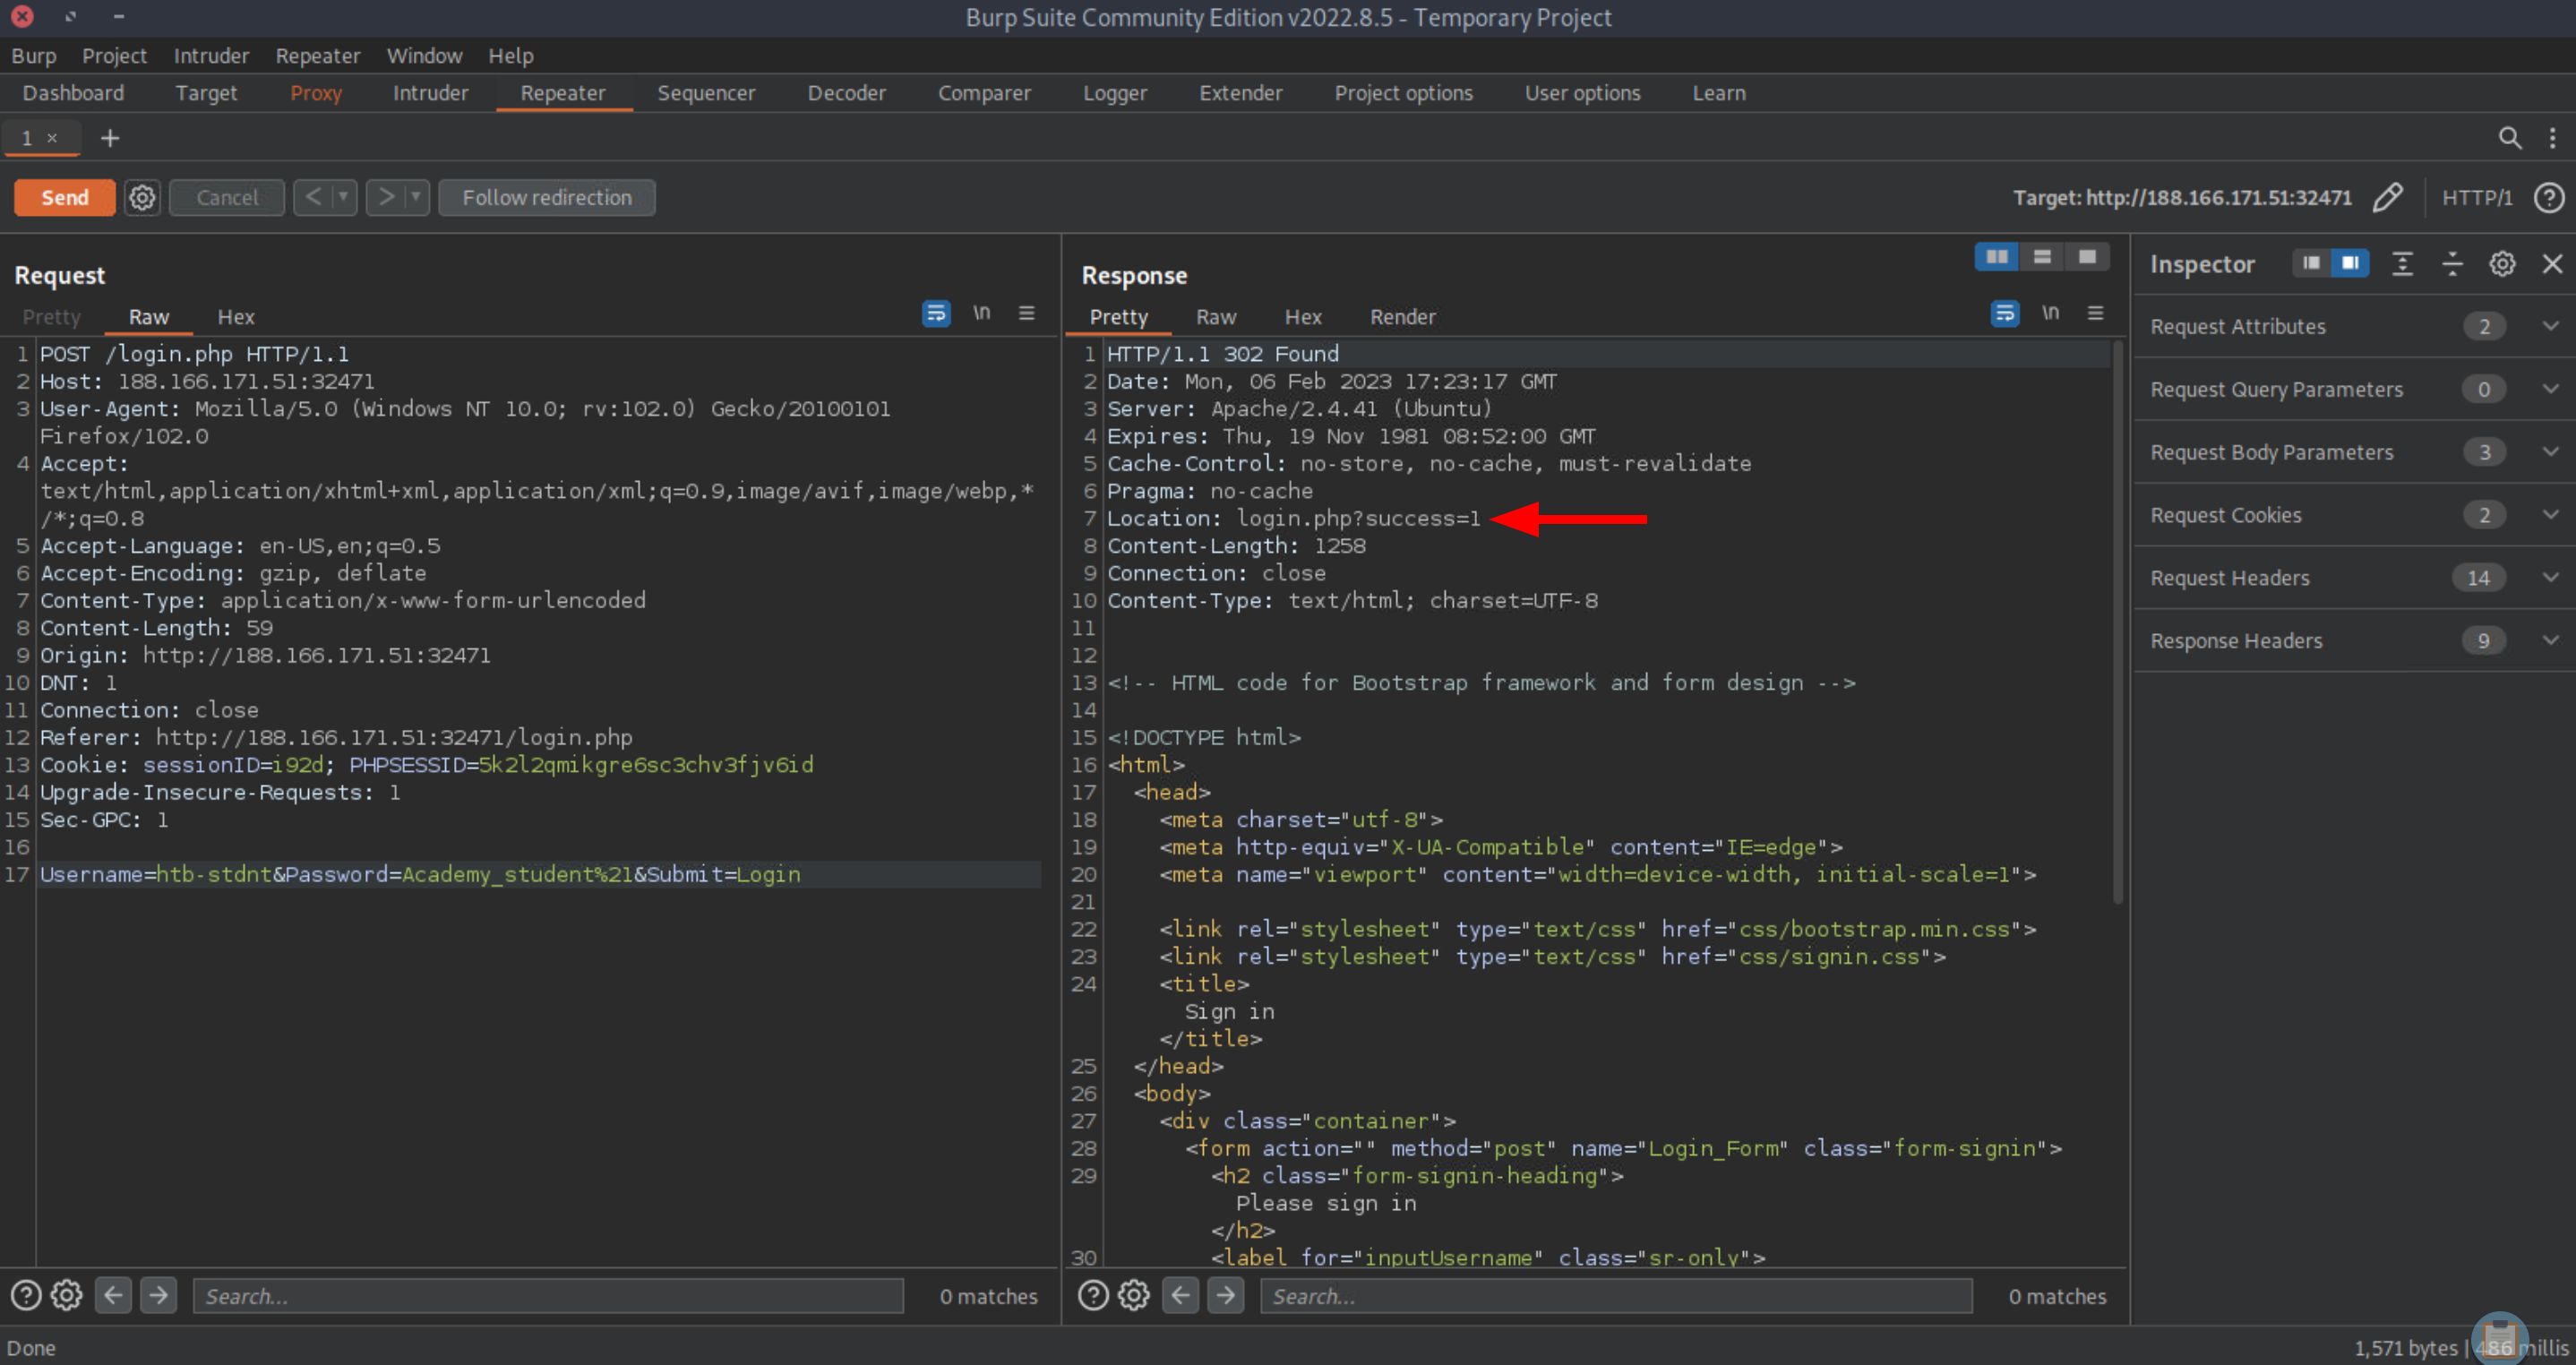 Burp Suite Community Edition v2022.8.5 - Temporary Project
Burp Project Intruder Repeater Window Help
Dashboard Target Proxy Intruder Repeater Sequencer Decoder Comparer Logger Extender Project options User options Learn
1 × +
Send Cancel < > Follow redirection Target: http://188.166.171.51:32471 HTTP/1
Request
Pretty Raw Hex \n
1 POST /login.php HTTP/1.1
2 Host: 188.166.171.51:32471
3 User-Agent: Mozilla/5.0 (Windows NT 10.0; rv:102.0) Gecko/20100101
Firefox/102.0
4 Accept:
text/html,application/xhtml+xml,application/xml;q=0.9,image/avif,image/webp,*
/*;q=0.8
5 Accept-Language: en-US,en;q=0.5
6 Accept-Encoding: gzip, deflate
7 Content-Type: application/x-www-form-urlencoded
8 Content-Length: 59
9 Origin: http://188.166.171.51:32471
10 DNT: 1
11 Connection: close
12 Referer: http://188.166.171.51:32471/login.php
13 Cookie: sessionID=i92d; PHPSESSID=5k2l2qmikgre6sc3chv3fjv6id
14 Upgrade-Insecure-Requests: 1
15 Sec-GPC: 1
16
17 Username=htb-stdnt&Password=Academy_student%21&Submit=Login
Search... 0 matches
Response
Pretty Raw Hex Render \n
1 HTTP/1.1 302 Found
2 Date: Mon, 06 Feb 2023 17:23:17 GMT
3 Server: Apache/2.4.41 (Ubuntu)
4 Expires: Thu, 19 Nov 1981 08:52:00 GMT
5 Cache-Control: no-store, no-cache, must-revalidate
6 Pragma: no-cache
7 Location: login.php?success=1
8 Content-Length: 1258
9 Connection: close
10 Content-Type: text/html; charset=UTF-8
11
12
13 <!-- HTML code for Bootstrap framework and form design -->
14
15 <!DOCTYPE html>
16 <html>
17 <head>
18 <meta charset="utf-8">
19 <meta http-equiv="X-UA-Compatible" content="IE=edge">
20 <meta name="viewport" content="width=device-width, initial-scale=1">
21
22 <link rel="stylesheet" type="text/css" href="css/bootstrap.min.css">
23 <link rel="stylesheet" type="text/css" href="css/signin.css">
24 <title>
Sign in
</title>
25 </head>
26 <body>
27 <div class="container">
28 <form action="" method="post" name="Login_Form" class="form-signin">
29 <h2 class="form-signin-heading">
Please sign in
</h2>
30 <label for="inputUsername" class="sr-only">
Search... 0 matches
Inspector
Request Attributes 2
Request Query Parameters 0
Request Body Parameters 3
Request Cookies 2
Request Headers 14
Response Headers 9
Done
1,571 bytes | 486 millis